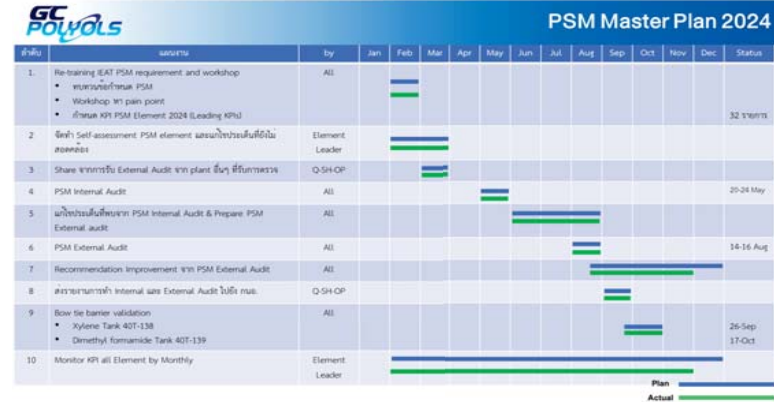 GC
POLYOLS
PSM Master Plan 2024
ลำดับ แผนงาน by Jan Feb Mar Apr May Jun Jul Aug Sep Oct Nov Dec Status
1. Re-training IEAT PSM requirement and workshop All
• ทบทวนข้อกำหนด PSM
• Workshop หา pain point
• กำหนด KPI PSM Element 2024 (Leading KPIs) 32 รายการ
2 จัดทำ Self-assessment PSM element และแก้ไขประเด็นที่ยังไม่ Element
สอดคล้อง Leader
3 Share จากการรับ External Audit จาก plant อื่นๆ ที่รับการตรวจ Q-SH-OP
4 PSM Internal Audit All 20-24 May
5 แก้ไขประเด็นที่พบจาก PSM Internal Audit & Prepare PSM All
External audit
6 PSM External Audit All 14-16 Aug
7 Recommendation Improvement จาก PSM External Audit All
8 ส่งรายงานการทำ Internal และ External Audit ไปยัง กนอ. Q-SH-OP
9 Bow tie barrier validation All
• Xylene Tank 40T-138 26-Sep
• Dimethyl formamide Tank 40T-139 17-Oct
10 Monitor KPI all Element by Monthly Element
Leader
Plan
Actual